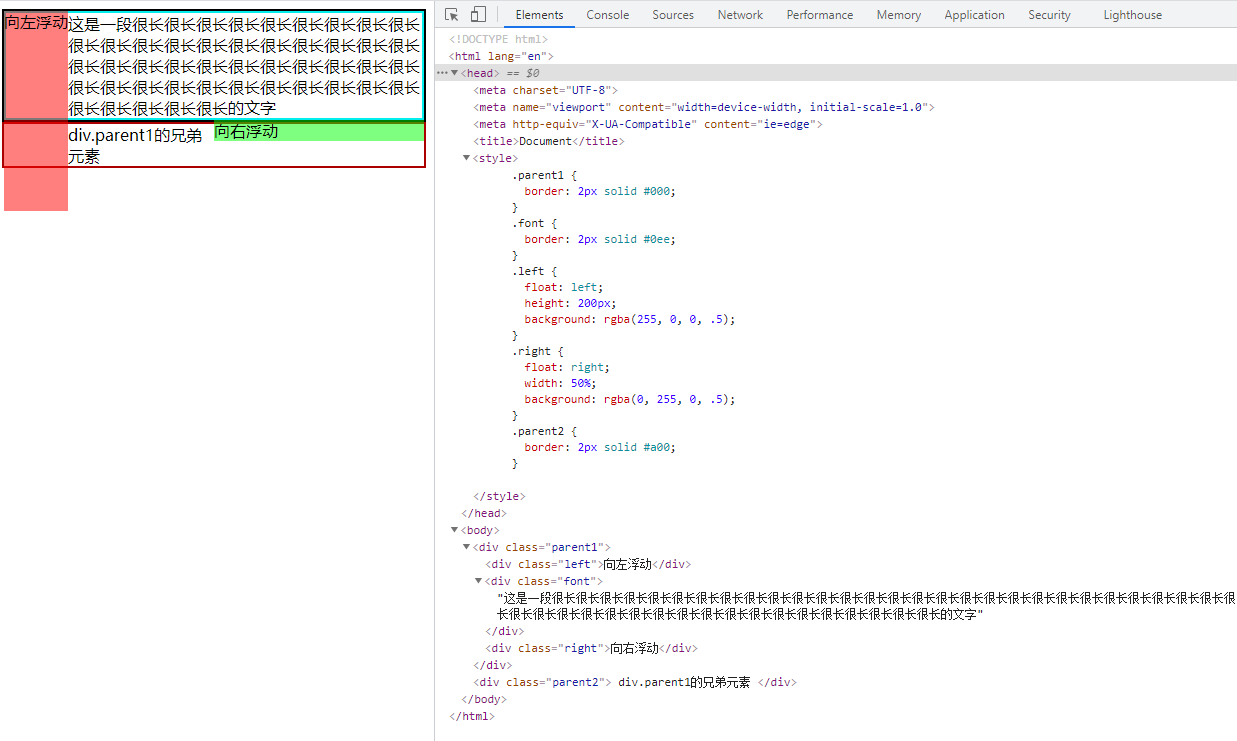 向左浮动
这是一段很长很长很长很长很长很长很长很长很长
很长很长很长很长很长很长很长很长很长很长很长
很长很长很长很长很长很长很长很长很长很长很长
很长很长很长很长很长很长很长很长很长很长很长
很长很长很长很长很长的文字
div.parent1的兄弟
元素
向右浮动
Elements Console Sources Network Performance Memory Application Security Lighthouse
<!DOCTYPE html>
<html lang="en">
<head> == $0
<meta charset="UTF-8">
<meta name="viewport" content="width=device-width, initial-scale=1.0">
<meta http-equiv="X-UA-Compatible" content="ie=edge">
<title>Document</title>
<style>
.parent1 {
border: 2px solid #000;
}
.font {
border: 2px solid #0ee;
}
.left {
float: left;
height: 200px;
background: rgba(255, 0, 0, .5);
}
.right {
float: right;
width: 50%;
background: rgba(0, 255, 0, .5);
}
.parent2 {
border: 2px solid #a00;
}
</style>
</head>
<body>
<div class="parent1">
<div class="left">向左浮动</div>
<div class="font">
"这是一段很长很长很长很长很长很长很长很长很长很长很长很长很长很长很长很长很长很长很长很长很长很长很长很长很长很长很长很长很
长很长很长很长很长很长很长很长很长很长很长很长很长很长很长很长很长很长很长的文字"
</div>
<div class="right">向右浮动</div>
</div>
<div class="parent2"> div.parent1的兄弟元素 </div>
</body>
</html>